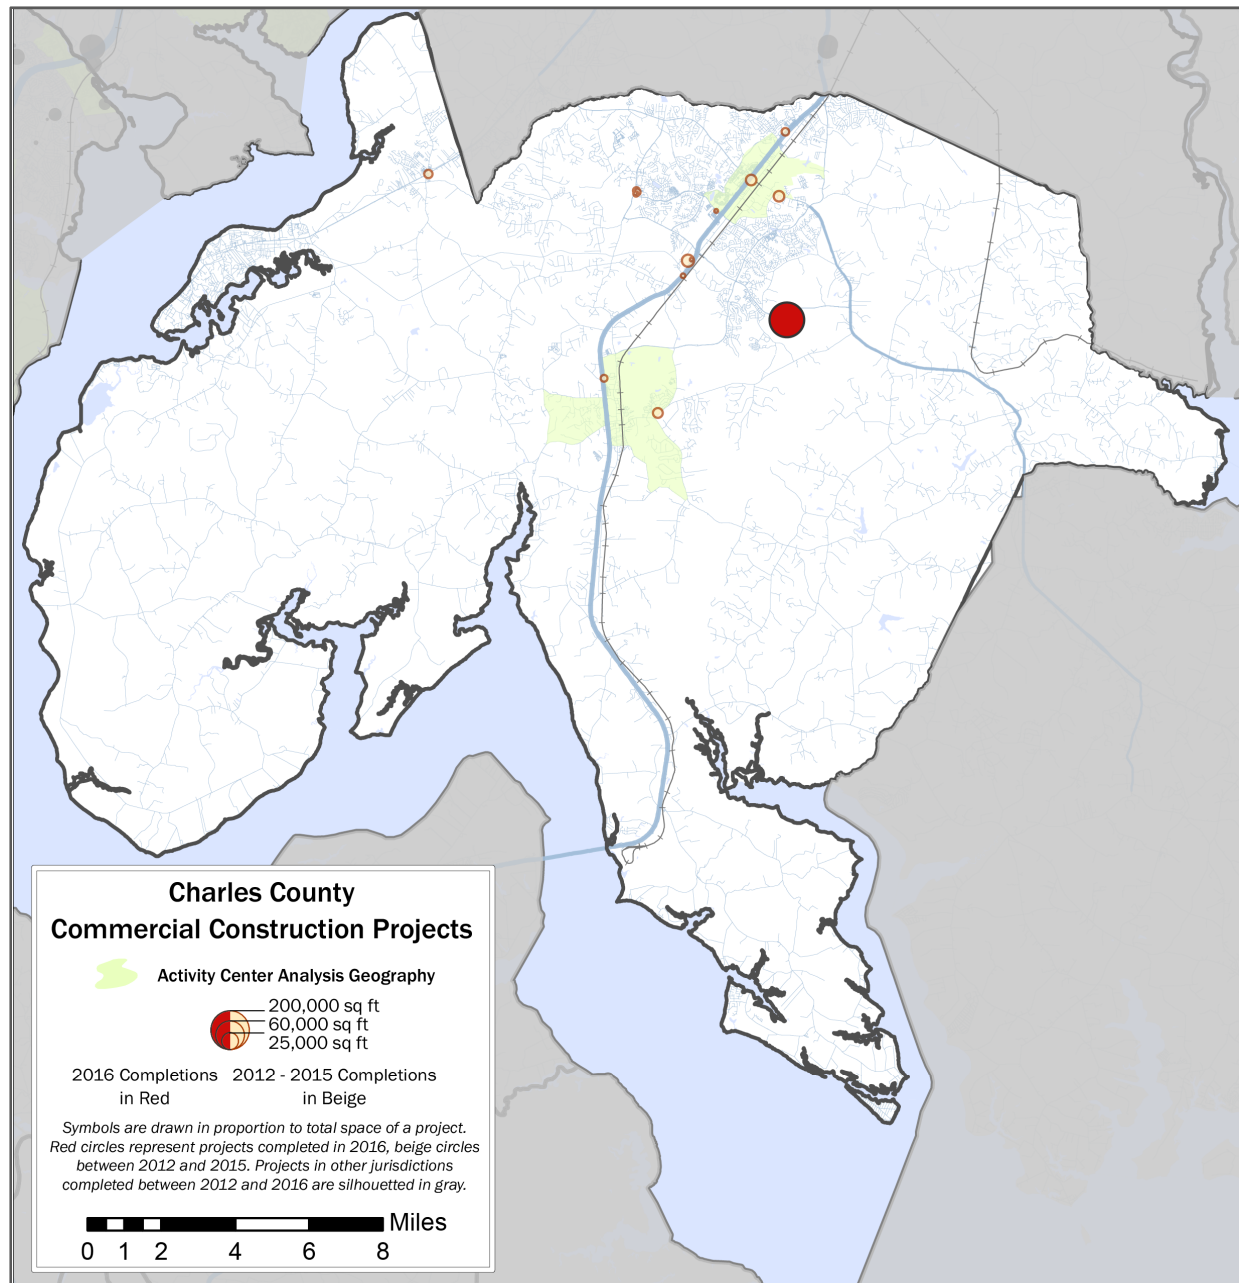 Charles County
Commercial Construction Projects
Activity Center Analysis Geography
200,000 sq ft
60,000 sq ft
25,000 sq ft
2016 Completions 2012 - 2015 Completions
in Red in Beige
Symbols are drawn in proportion to total space of a project.
Red circles represent projects completed in 2016, beige circles
between 2012 and 2015. Projects in other jurisdictions
completed between 2012 and 2016 are silhouetted in gray.
Miles
0 1 2 4 6 8